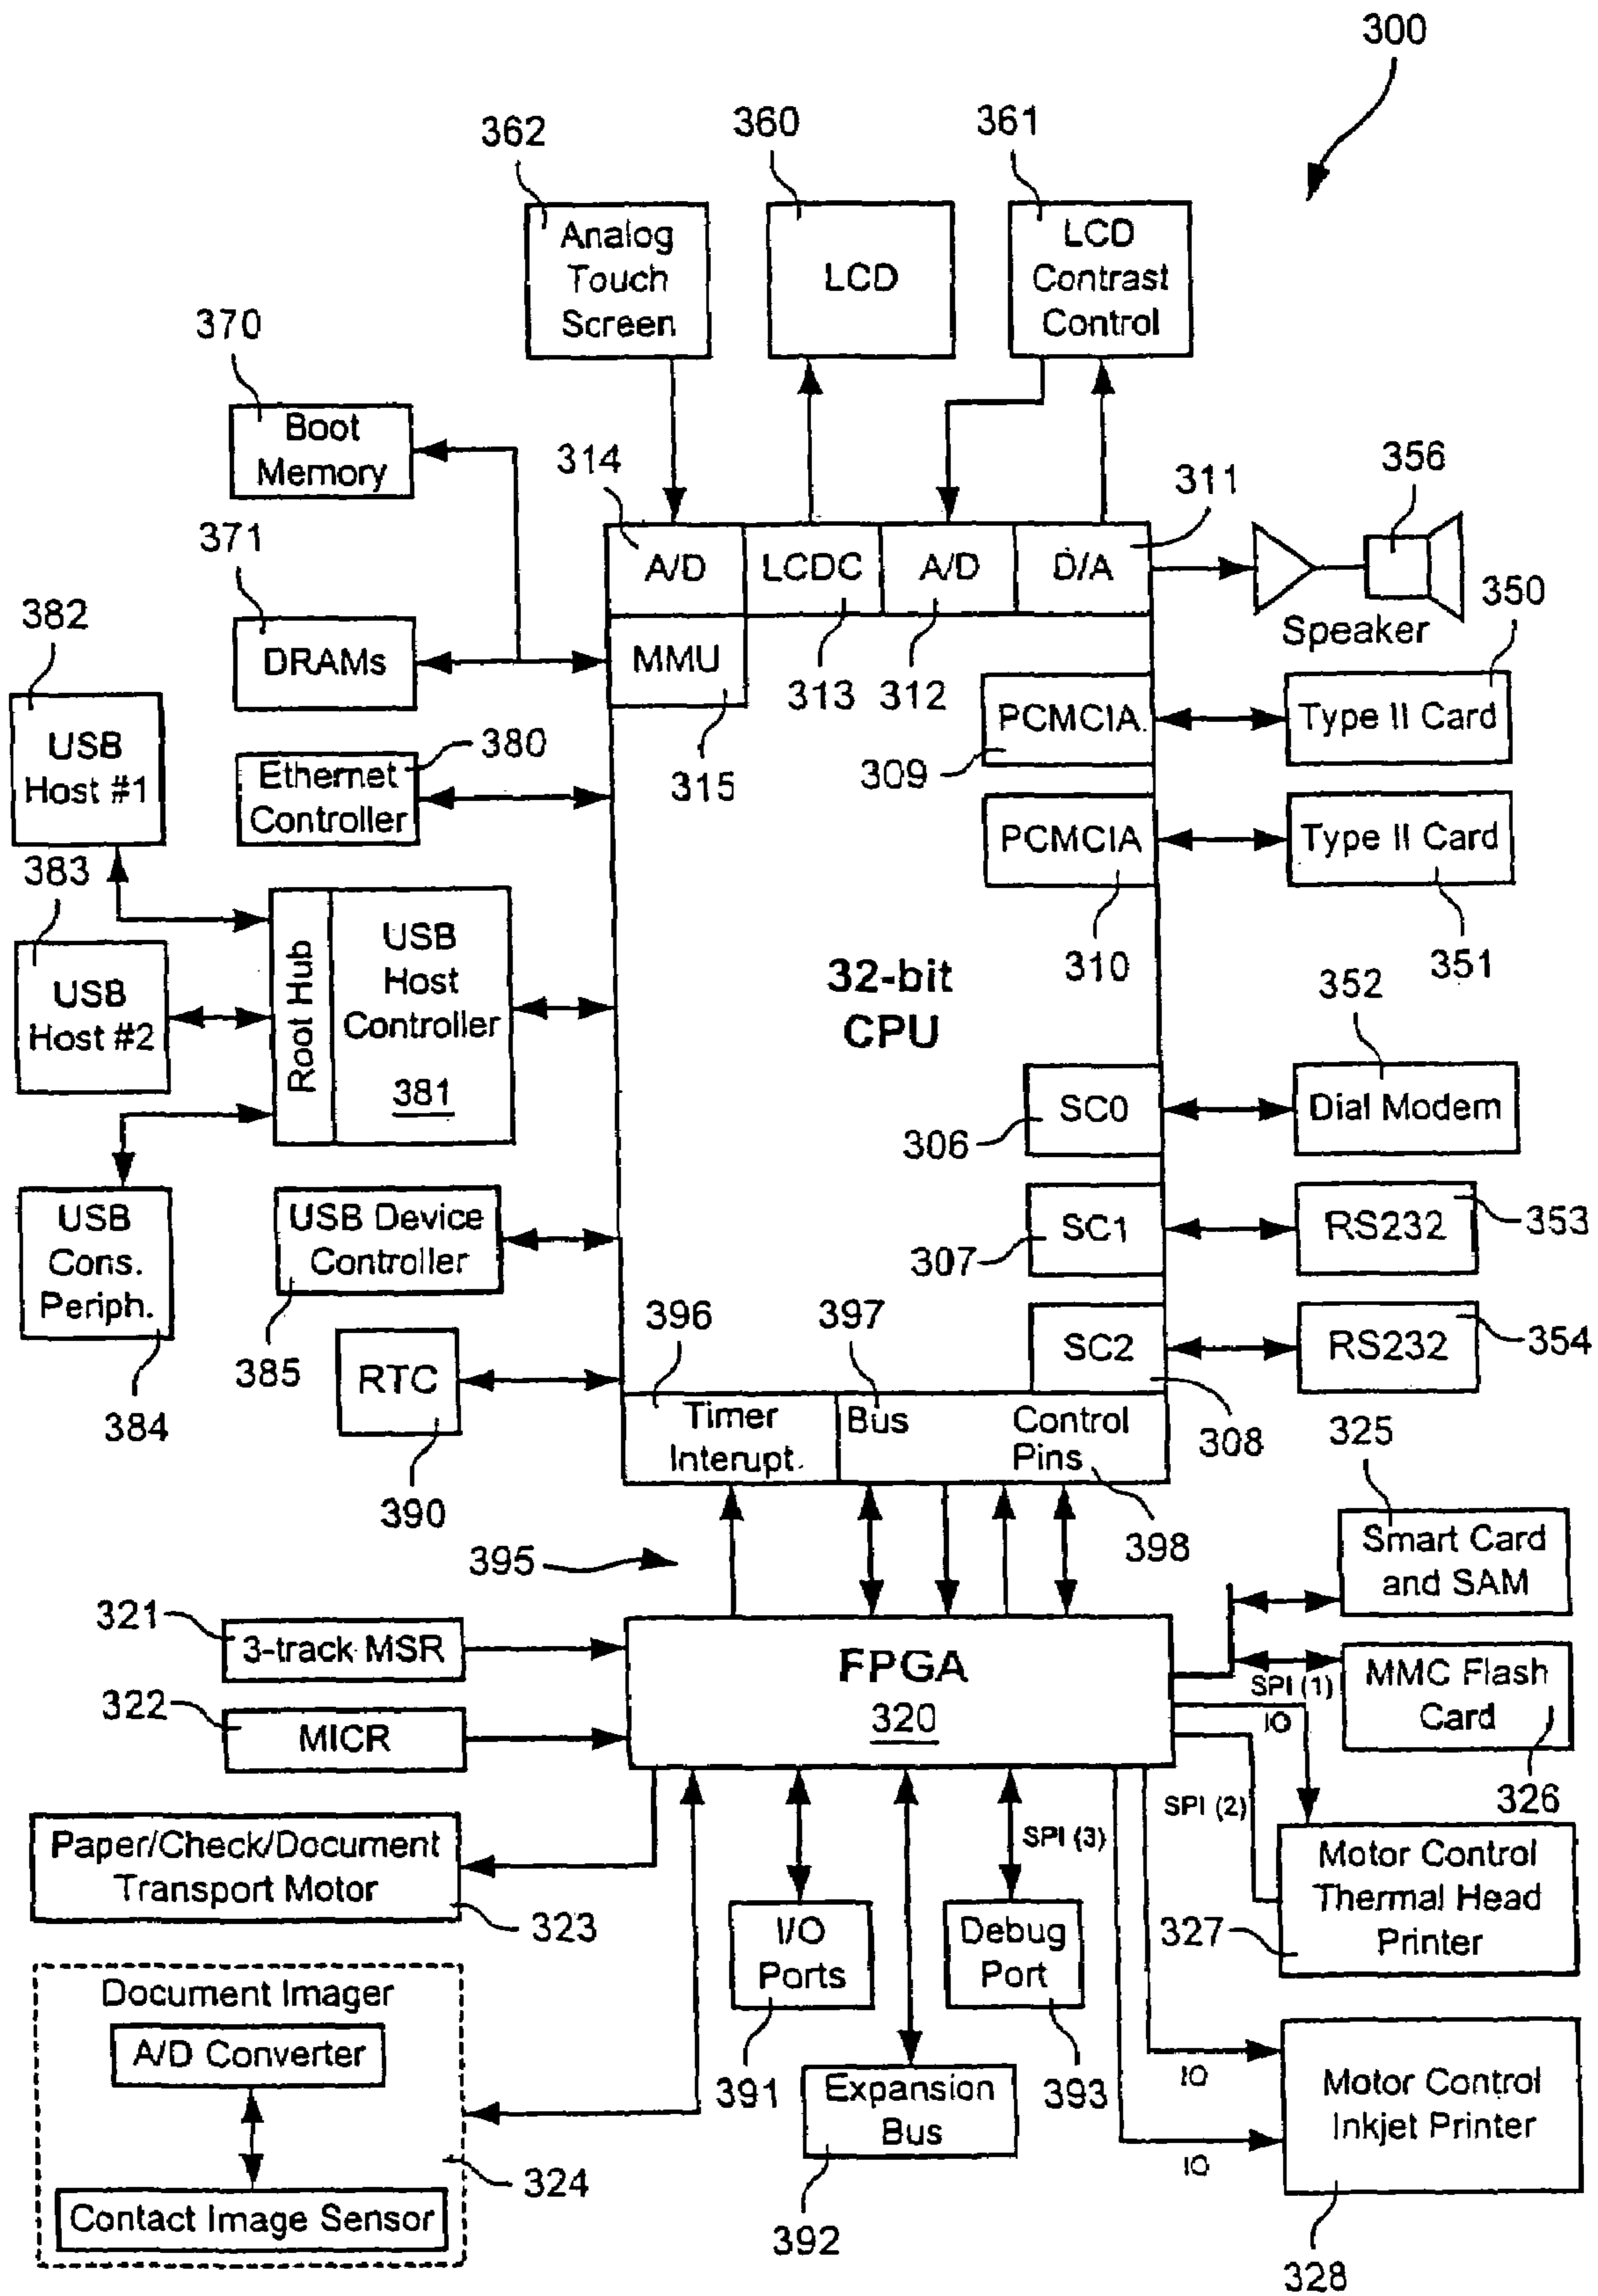 300
362
360
361
Analog
Touch
Screen
LCD
LCD
Contrast
Control
370
Boot
Memory
314
311
356
371
A/D
LCDC
A/D
D/A
Speaker
350
382
DRAMs
MMU
313
312
PCMCIA
Type II Card
USB
Host #1
380
Ethernet
Controller
315
309
383
PCMCIA
Type II Card
310
351
USB
Host #2
Root Hub
USB
Host
Controller
381
32-bit
CPU
352
SC0
Dial Modem
306
USB
Cons.
Periph.
USB Device
Controller
SC1
RS232
353
307
384
385
396
397
SC2
RS232
354
RTC
390
Timer
Interupt.
Bus
Control
Pins
308
325
395
398
Smart Card
and SAM
321
3-track MSR
FPGA
320
SPI (1)
MMC Flash
Card
322
MICR
IO
326
SPI (2)
SPI (3)
Paper/Check/Document
Transport Motor
323
Motor Control
Thermal Head
Printer
327
I/O
Ports
Debug
Port
Document Imager
A/D Converter
391
393
Expansion
Bus
IO
Motor Control
Inkjet Printer
IO
324
Contact Image Sensor
392
328